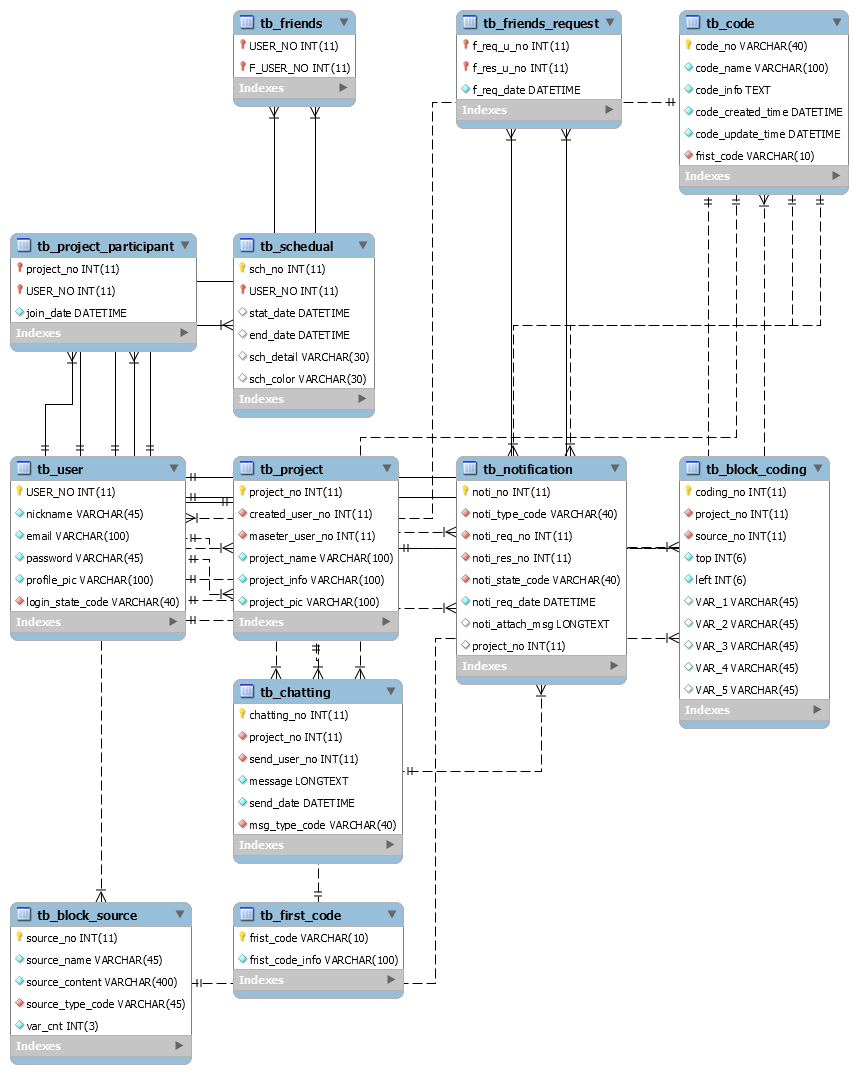 tb_friends
USER_NO INT(11)
F_USER_NO INT(11)
Indexes
tb_friends_request
f_req_u_no INT(11)
f_res_u_no INT(11)
f_req_date DATETIME
Indexes
tb_code
code_no VARCHAR(40)
code_name VARCHAR(100)
code_info TEXT
code_created_time DATETIME
code_update_time DATETIME
frist_code VARCHAR(10)
Indexes
tb_project_participant
project_no INT(11)
USER_NO INT(11)
join_date DATETIME
Indexes
tb_schedual
sch_no INT(11)
USER_NO INT(11)
stat_date DATETIME
end_date DATETIME
sch_detail VARCHAR(30)
sch_color VARCHAR(30)
Indexes
tb_user
USER_NO INT(11)
nickname VARCHAR(45)
email VARCHAR(100)
password VARCHAR(45)
profile_pic VARCHAR(100)
login_state_code VARCHAR(40)
Indexes
tb_project
project_no INT(11)
created_user_no INT(11)
maseter_user_no INT(11)
project_name VARCHAR(100)
project_info VARCHAR(100)
project_pic VARCHAR(100)
Indexes
tb_notification
noti_no INT(11)
noti_type_code VARCHAR(40)
noti_req_no INT(11)
noti_res_no INT(11)
noti_state_code VARCHAR(40)
noti_req_date DATETIME
noti_attach_msg LONGTEXT
project_no INT(11)
Indexes
tb_block_coding
coding_no INT(11)
project_no INT(11)
source_no INT(11)
top INT(6)
left INT(6)
VAR_1 VARCHAR(45)
VAR_2 VARCHAR(45)
VAR_3 VARCHAR(45)
VAR_4 VARCHAR(45)
VAR_5 VARCHAR(45)
Indexes
tb_chatting
chatting_no INT(11)
project_no INT(11)
send_user_no INT(11)
message LONGTEXT
send_date DATETIME
msg_type_code VARCHAR(40)
Indexes
tb_block_source
source_no INT(11)
source_name VARCHAR(45)
source_content VARCHAR(400)
source_type_code VARCHAR(45)
var_cnt INT(3)
Indexes
tb_first_code
frist_code VARCHAR(10)
frist_code_info VARCHAR(100)
Indexes